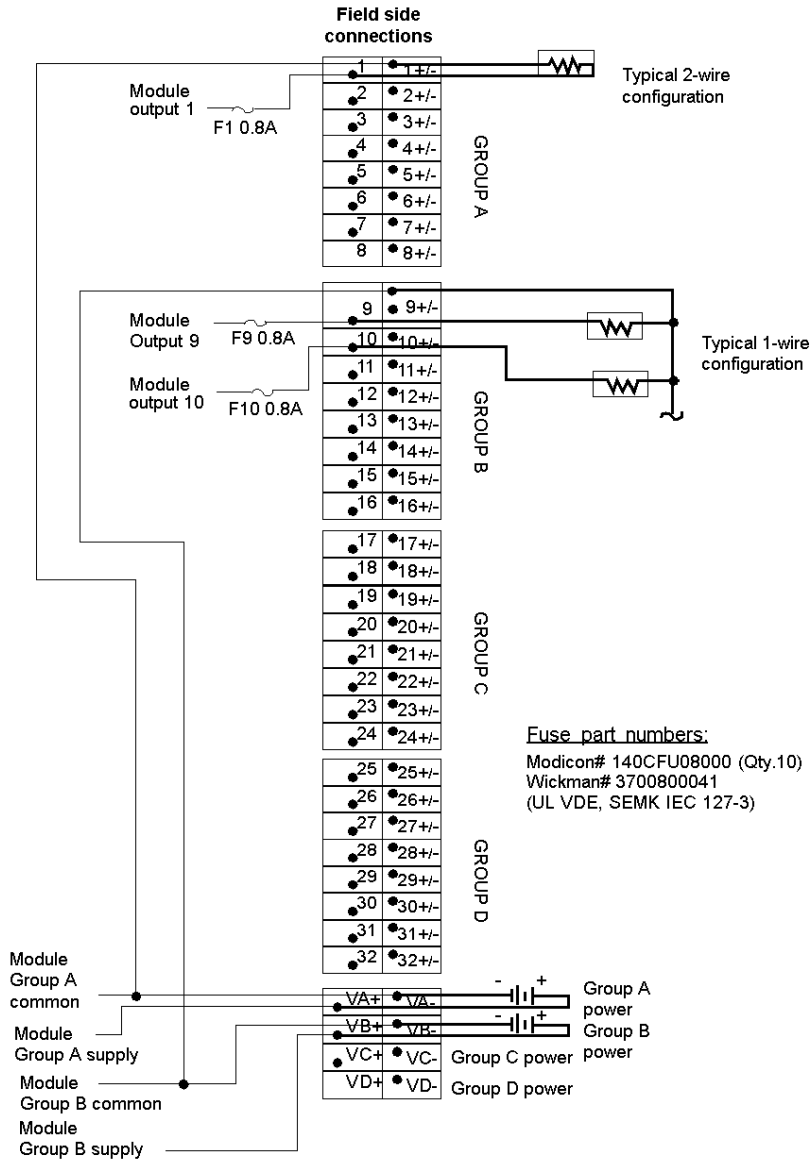 Field side
connections
1 1+/-
Typical 2-wire
configuration
Module
output 1
F1 0.8A
2 2+/-
3 3+/-
4 4+/-
5 5+/-
6 6+/-
7 7+/-
8 8+/-
GROUP A
9 9+/-
Module
Output 9
F9 0.8A
10 10+/-
Typical 1-wire
configuration
Module
output 10
F10 0.8A
11 11+/-
12 12+/-
13 13+/-
14 14+/-
15 15+/-
16 16+/-
GROUP B
17 17+/-
18 18+/-
19 19+/-
20 20+/-
21 21+/-
22 22+/-
23 23+/-
24 24+/-
GROUP C
Fuse part numbers:
Modicon# 140CFU08000 (Qty.10)
Wickman# 3700800041
(UL VDE, SEMK IEC 127-3)
25 25+/-
26 26+/-
27 27+/-
28 28+/-
29 29+/-
30 30+/-
31 31+/-
32 32+/-
GROUP D
Module
Group A
common
VA+ VA-
- +
Group A
power
Module
Group A supply
VB+ VB-
- +
Group B
power
VC+ VC- Group C power
Module
Group B common
VD+ VD- Group D power
Module
Group B supply